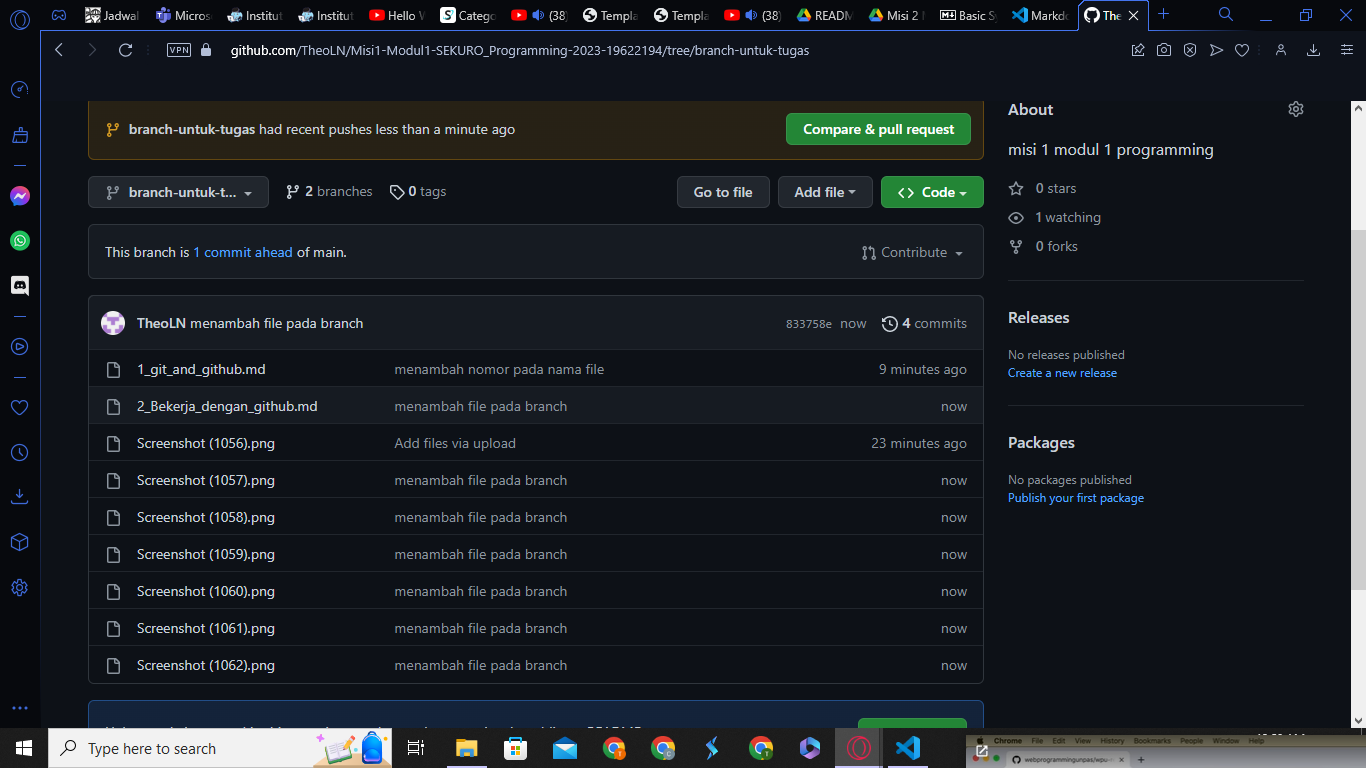 Jadwal
Micros
Institut
Institut
Hello W
Catego
(38)
Templa
Templa
(38)
READM
Misi 2 M
Basic Sy
Markdo
The
VPN
github.com/TheoLN/Misi1-Modul1-SEKURO_Programming-2023-19622194/tree/branch-untuk-tugas
branch-untuk-tugas had recent pushes less than a minute ago
Compare & pull request
branch-untuk-t...
2 branches
0 tags
Go to file
Add file
Code
This branch is 1 commit ahead of main.
Contribute
TheoLN menambah file pada branch
833758e now
4 commits
1_git_and_github.md menambah nomor pada nama file 9 minutes ago
2_Bekerja_dengan_github.md menambah file pada branch now
Screenshot (1056).png Add files via upload 23 minutes ago
Screenshot (1057).png menambah file pada branch now
Screenshot (1058).png menambah file pada branch now
Screenshot (1059).png menambah file pada branch now
Screenshot (1060).png menambah file pada branch now
Screenshot (1061).png menambah file pada branch now
Screenshot (1062).png menambah file pada branch now
About
misi 1 modul 1 programming
0 stars
1 watching
0 forks
Releases
No releases published
Create a new release
Packages
No packages published
Publish your first package
Type here to search
Chrome File Edit View History Bookmarks People Window Help
webprogrammingunpas/wpu